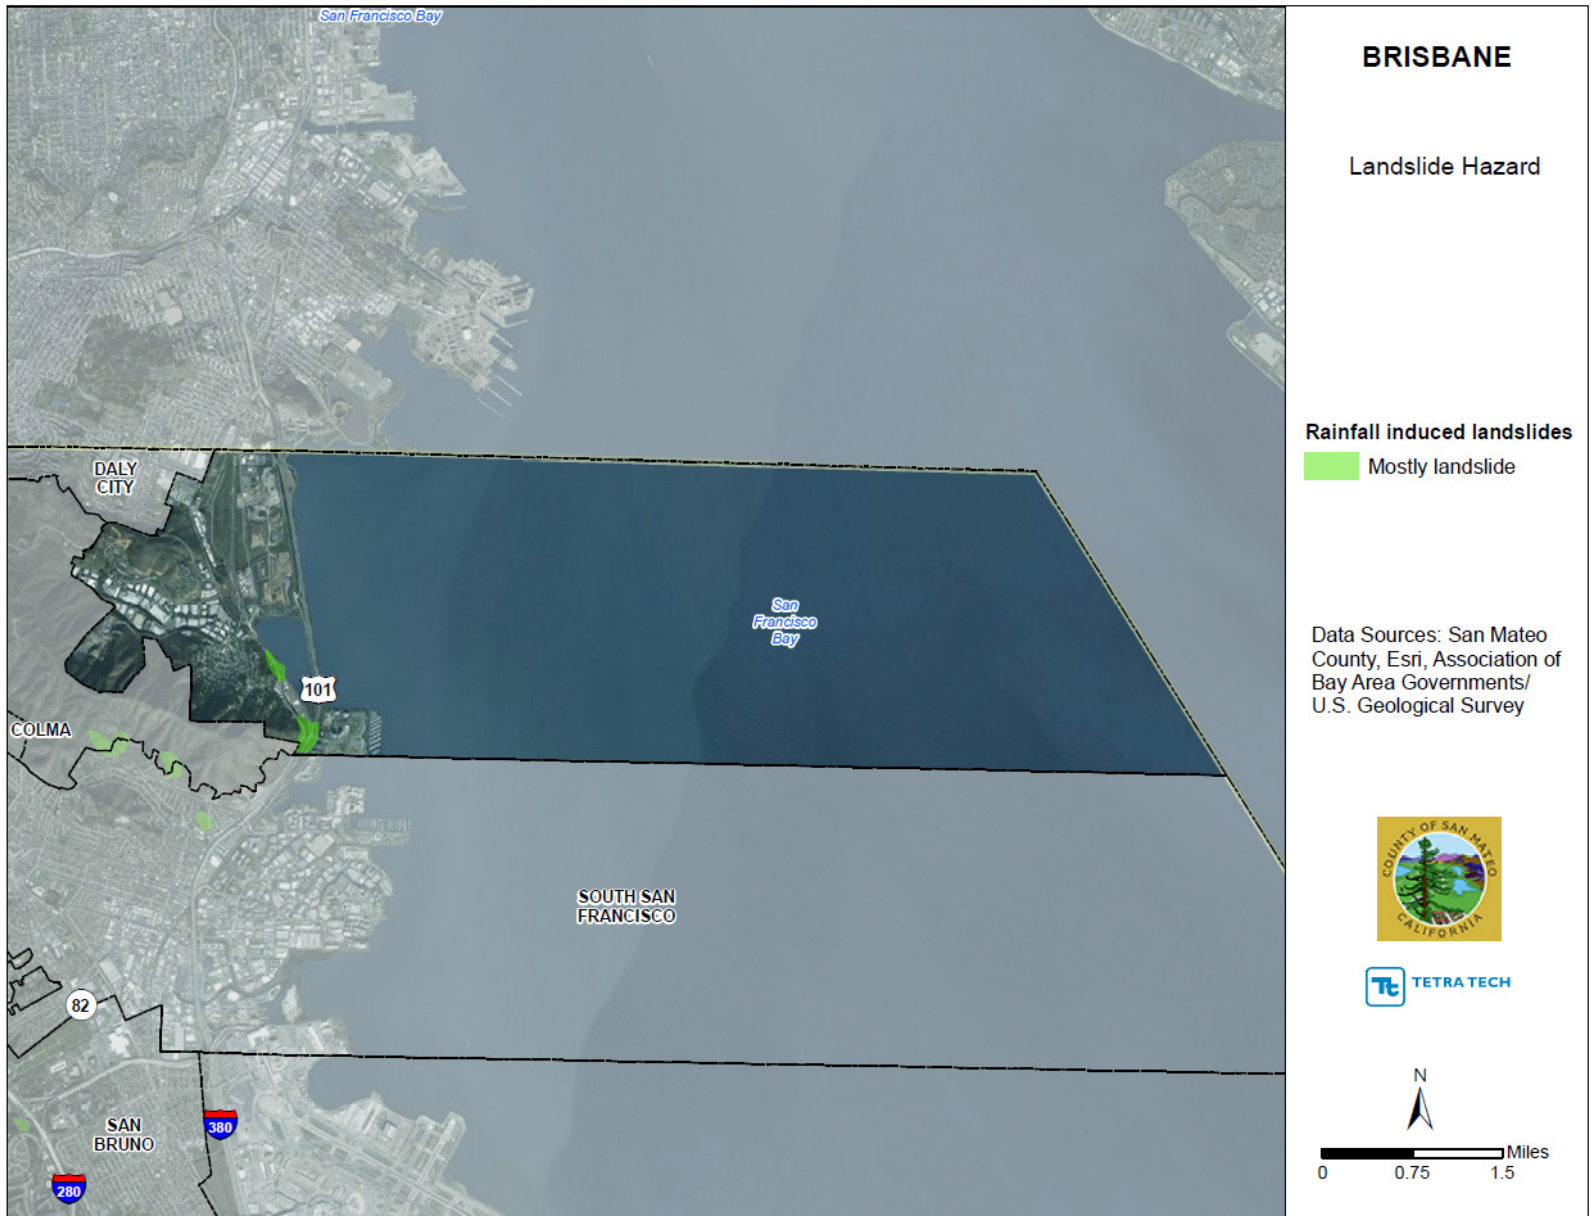 San Francisco Bay
DALY
CITY
San
Francisco
Bay
101
COLMA
SOUTH SAN
FRANCISCO
82
SAN
BRUNO
380
280
BRISBANE
Landslide Hazard
Rainfall induced landslides
Mostly landslide
Data Sources: San Mateo
County, Esri, Association of
Bay Area Governments/
U.S. Geological Survey
COUNTY OF SAN MATEO
CALIFORNIA
Tt TETRA TECH
N
Miles
0 0.75 1.5